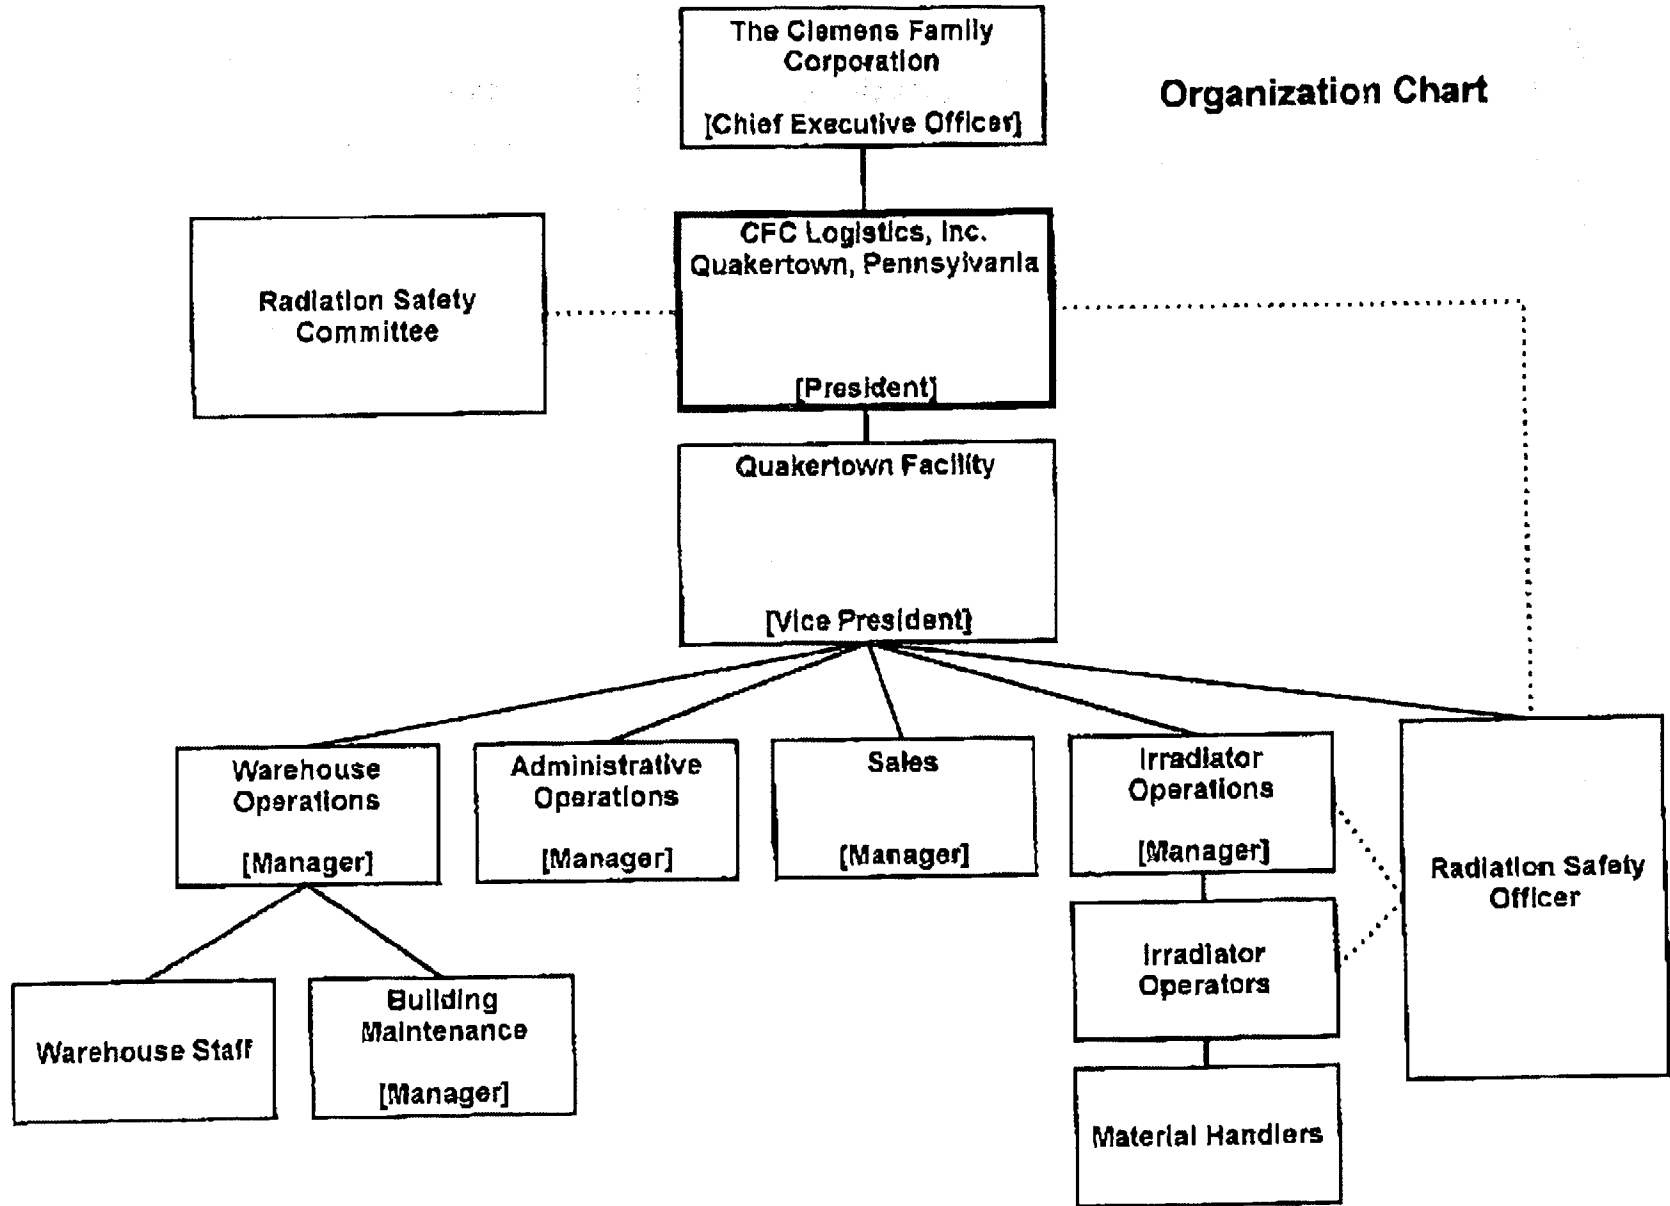 The Clemens Family
Corporation
[Chief Executive Officer]
Organization Chart
CFC Logistics, Inc.
Quakertown, Pennsylvania
[President]
Radiation Safety
Committee
Quakertown Facility
[Vice President]
Warehouse
Operations
[Manager]
Administrative
Operations
[Manager]
Sales
[Manager]
Irradiator
Operations
[Manager]
Radiation Safety
Officer
Irradiator
Operators
Warehouse Staff
Building
Maintenance
[Manager]
Material Handlers